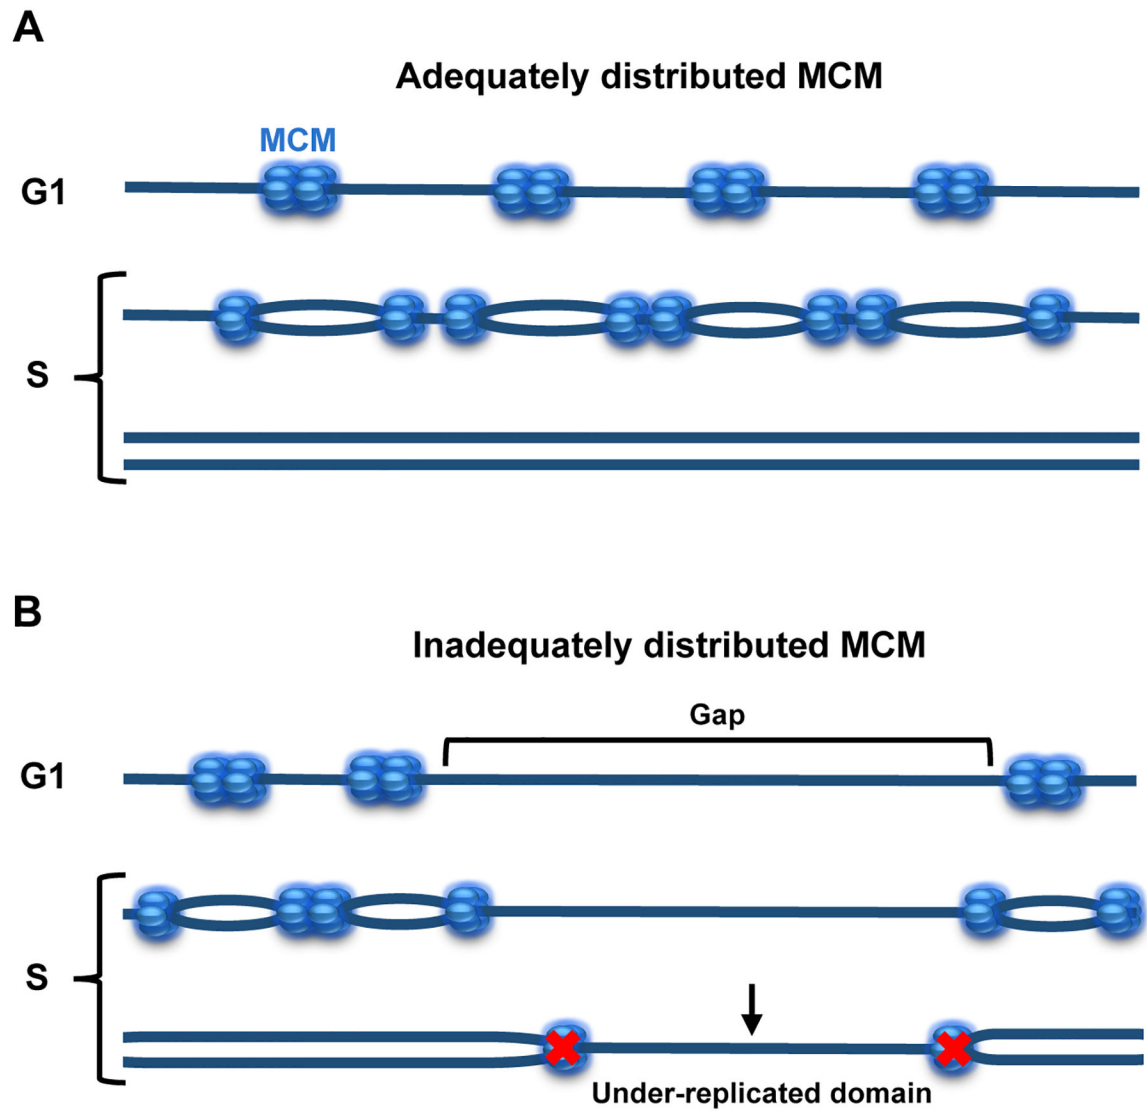 A
Adequately distributed MCM
MCM
G1
S
B
Inadequately distributed MCM
Gap
G1
S
Under-replicated domain